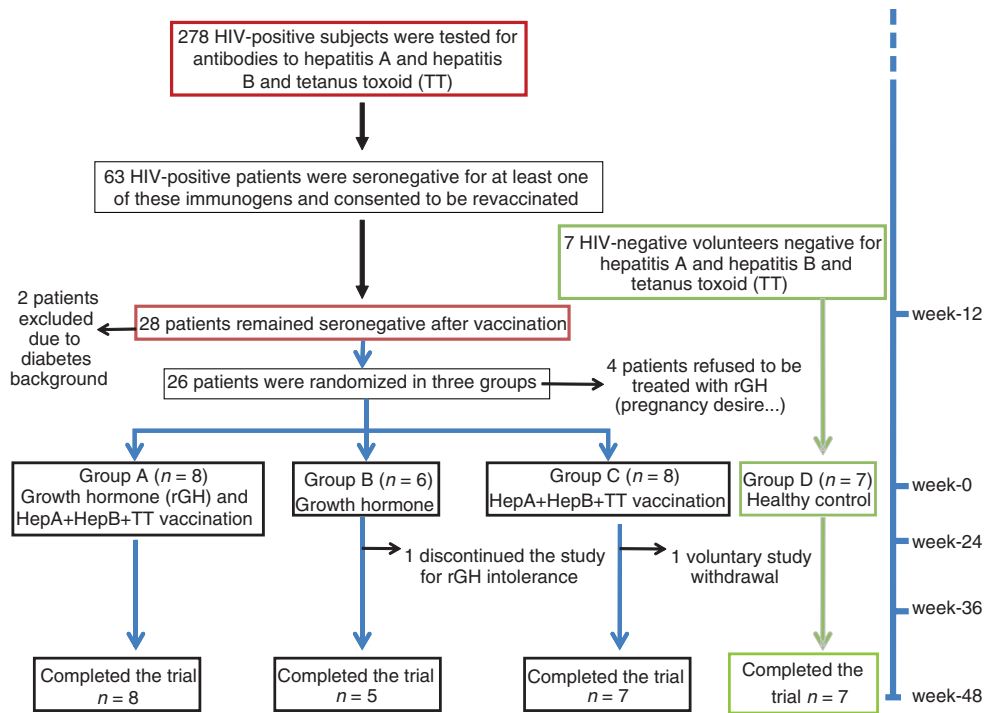 278 HIV-positive subjects were tested for
antibodies to hepatitis A and hepatitis
B and tetanus toxoid (TT)
63 HIV-positive patients were seronegative for at least one
of these immunogens and consented to be revaccinated
7 HIV-negative volunteers negative for
hepatitis A and hepatitis B and
tetanus toxoid (TT)
2 patients
excluded
due to
diabetes
background
28 patients remained seronegative after vaccination
week-12
26 patients were randomized in three groups
4 patients refused to be
treated with rGH
(pregnancy desire...)
Group A (n = 8)
Growth hormone (rGH) and
HepA+HepB+TT vaccination
Group B (n = 6)
Growth hormone
Group C (n = 8)
HepA+HepB+TT vaccination
Group D (n = 7)
Healthy control
week-0
week-24
1 discontinued the study
for rGH intolerance
1 voluntary study
withdrawal
week-36
Completed the trial
n = 8
Completed the trial
n = 5
Completed the trial
n = 7
Completed the
trial n = 7
week-48